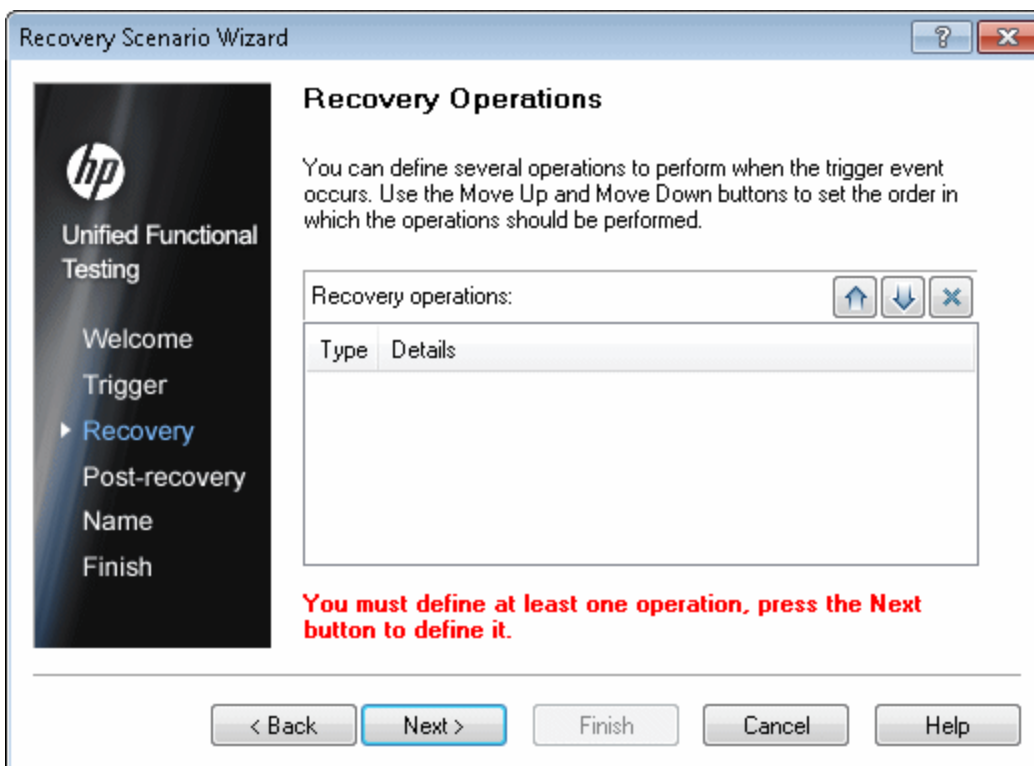 Recovery Scenario Wizard
?
hp
Unified Functional
Testing
Welcome
Trigger
Recovery
Post-recovery
Name
Finish
Recovery Operations
You can define several operations to perform when the trigger event
occurs. Use the Move Up and Move Down buttons to set the order in
which the operations should be performed.
Recovery operations:
Type Details
You must define at least one operation, press the Next
button to define it.
< Back Next > Finish Cancel Help